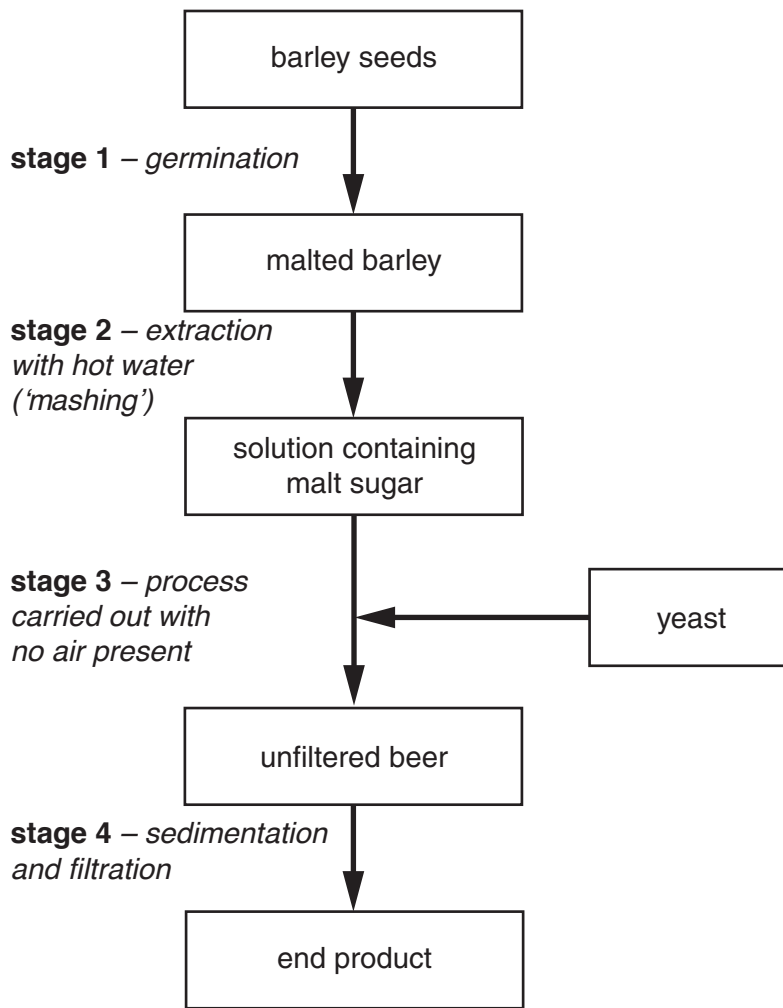 barley seeds
stage 1 – germination
malted barley
stage 2 – extraction
with hot water
(‘mashing’)
solution containing
malt sugar
stage 3 – process
carried out with
no air present
yeast
unfiltered beer
stage 4 – sedimentation
and filtration
end product